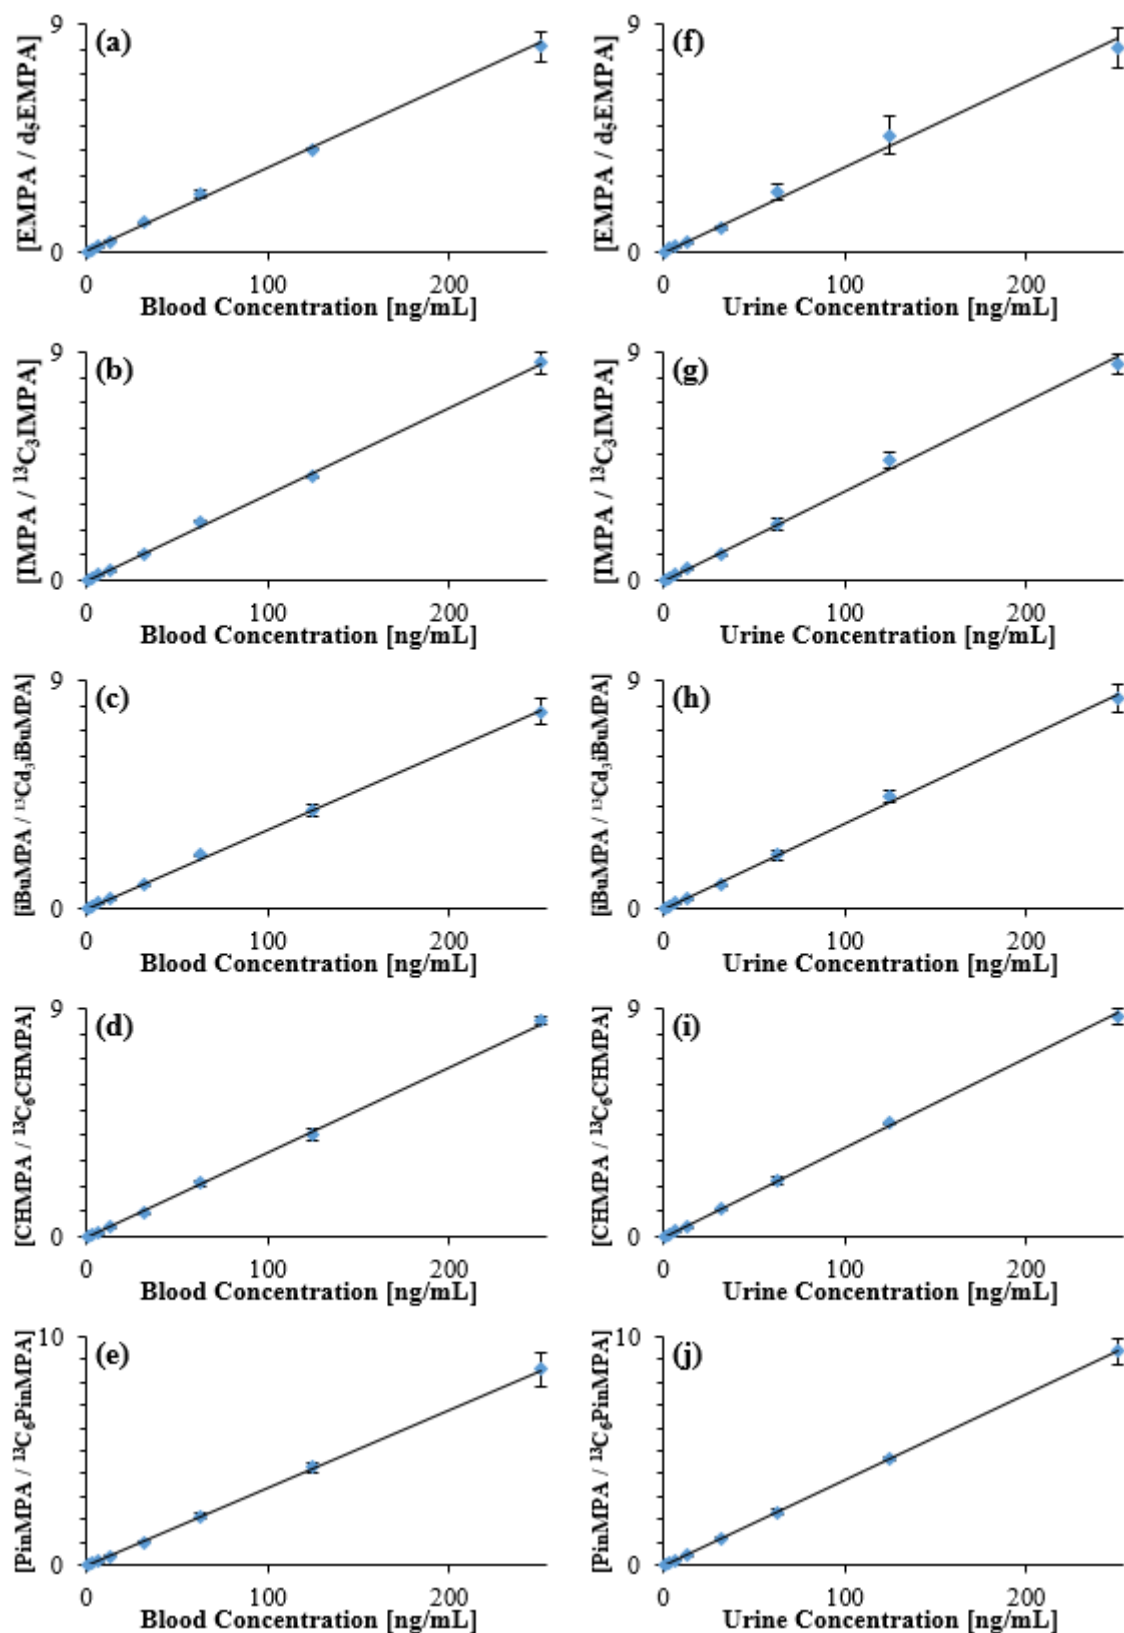 [EMPA / d₅EMPA]
9
(a)
0
0 100 200
Blood Concentration [ng/mL]
[EMPA / d₅EMPA]
9
(f)
0
0 100 200
Urine Concentration [ng/mL]
[IMPA / ¹³C₃IMPA]
9
(b)
0
0 100 200
Blood Concentration [ng/mL]
[IMPA / ¹³C₃IMPA]
9
(g)
0
0 100 200
Urine Concentration [ng/mL]
[iBuMPA / ¹³Cd₃iBuMPA]
9
(c)
0
0 100 200
Blood Concentration [ng/mL]
[iBuMPA / ¹³Cd₃iBuMPA]
9
(h)
0
0 100 200
Urine Concentration [ng/mL]
[CHMPA / ¹³C₆CHMPA]
9
(d)
0
0 100 200
Blood Concentration [ng/mL]
[CHMPA / ¹³C₆CHMPA]
9
(i)
0
0 100 200
Urine Concentration [ng/mL]
[PinMPA / ¹³C₆PinMPA]
10
(e)
0
0 100 200
Blood Concentration [ng/mL]
[PinMPA / ¹³C₆PinMPA]
10
(j)
0
0 100 200
Urine Concentration [ng/mL]